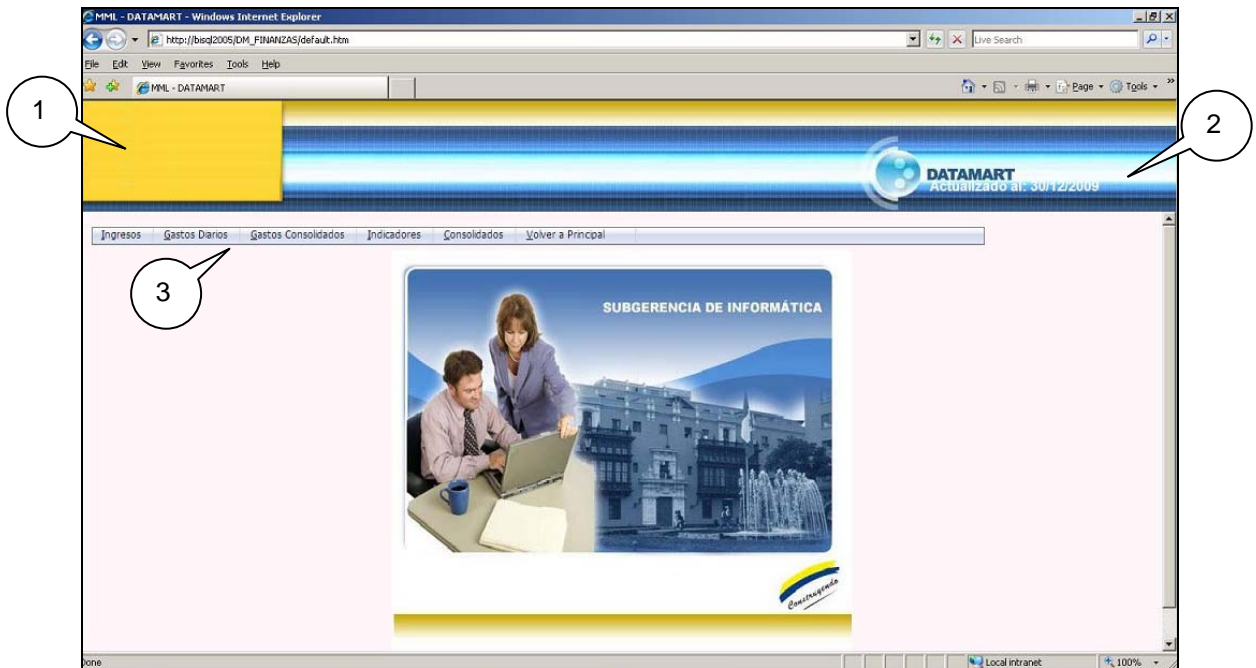 MML - DATAMART - Windows Internet Explorer
http://bisql2005/DM_FINANZAS/default.htm
Live Search
File Edit View Favorites Tools Help
MML - DATAMART
Page Tools »
1
2
DATAMART
Actualizado al: 30/12/2009
Ingresos Gastos Diarios Gastos Consolidados Indicadores Consolidados Volver a Principal
3
SUBGERENCIA DE INFORMÁTICA
Construyendo
Done
Local intranet
100%